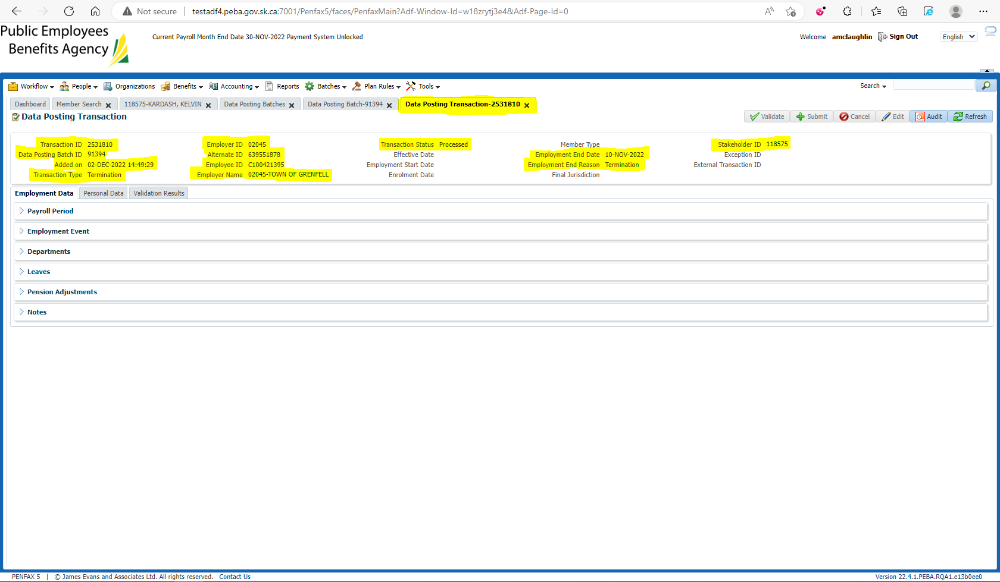 Not secure | testadf4.peba.gov.sk.ca:7001/Penfax5/faces/PenfaxMain?Adf-Window-Id=w18zrytj3e4&Adf-Page-Id=0
Public Employees
Benefits Agency
Current Payroll Month End Date 30-NOV-2022 Payment System Unlocked
Welcome amclaughlin Sign Out English
Workflow People Organizations Benefits Accounting Reports Batches Plan Rules Tools Search
Dashboard Member Search 118575-KARDASH, KELVIN Data Posting Batches Data Posting Batch-91394 Data Posting Transaction-2531810
Data Posting Transaction
Validate Submit Cancel Edit Audit Refresh
Transaction ID 2531810 Employer ID 02045 Transaction Status Processed Member Type Stakeholder ID 118575
Data Posting Batch ID 91394 Alternate ID 639551878 Effective Date Employment End Date 10-NOV-2022 Exception ID
Added on 02-DEC-2022 14:49:29 Employee ID C100421395 Employment Start Date Employment End Reason Termination External Transaction ID
Transaction Type Termination Employer Name 02045-TOWN OF GRENFELL Enrolment Date Final Jurisdiction
Employment Data Personal Data Validation Results
Payroll Period
Employment Event
Departments
Leaves
Pension Adjustments
Notes
PENFAX 5 | © James Evans and Associates Ltd. All rights reserved. Contact Us Version 22.4.1.PEBA.RQA1.e13b0ee0